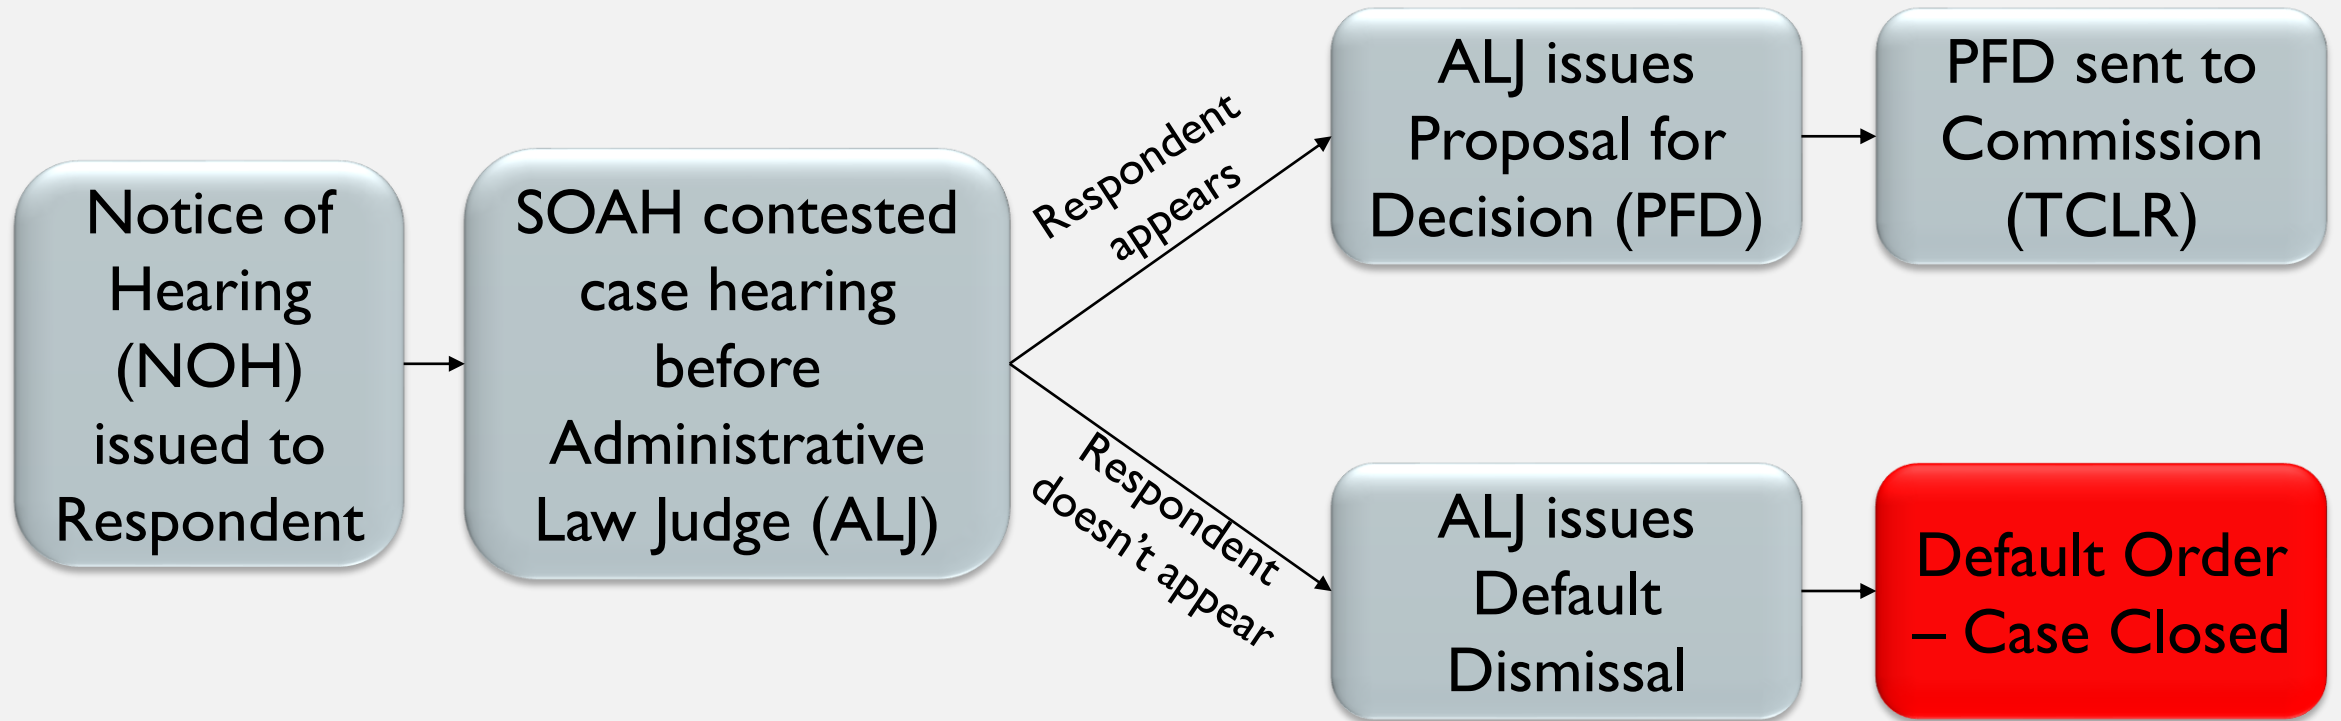 Notice of
Hearing
(NOH)
issued to
Respondent
SOAH contested
case hearing
before
Administrative
Law Judge (ALJ)
Respondent
appears
ALJ issues
Proposal for
Decision (PFD)
PFD sent to
Commission
(TCLR)
Respondent
doesn't appear
ALJ issues
Default
Dismissal
Default Order
– Case Closed